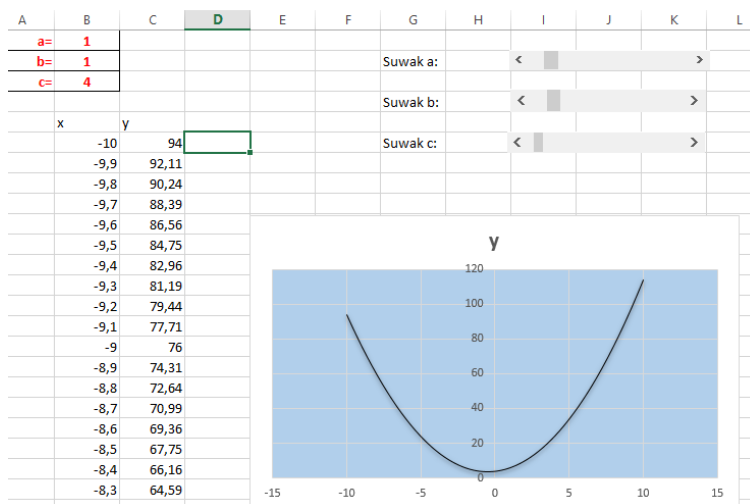 A B C D E F G H I J K L
a= 1
b= 1 Suwak a: < >
c= 4
Suwak b: < >
x y
-10 94 Suwak c: < >
-9,9 92,11
-9,8 90,24
-9,7 88,39
-9,6 86,56
-9,5 84,75
-9,4 82,96
-9,3 81,19
-9,2 79,44
-9,1 77,71
-9 76
-8,9 74,31
-8,8 72,64
-8,7 70,99
-8,6 69,36
-8,5 67,75
-8,4 66,16
-8,3 64,59
y
120
100
80
60
40
20
0
-15 -10 -5 0 5 10 15